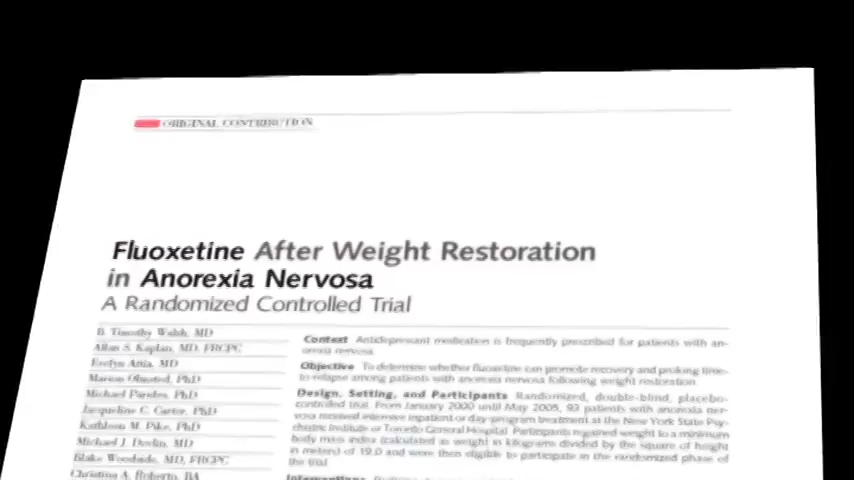 ORIGINAL CONTRIBUTION
Fluoxetine After Weight Restoration
in Anorexia Nervosa
A Randomized Controlled Trial
B. Timothy Walsh, MD
Allan S. Kaplan, MD, FRCPC
Evelyn Attia, MD
Marion Olmsted, PhD
Michael Parides, PhD
Jacqueline C. Carter, PhD
Kathleen M. Pike, PhD
Michael J. Devlin, MD
Blake Woodside, MD, FRCPC
Christina A. Roberto, BA
Context Antidepressant medication is frequently prescribed for patients with an-
orexia nervosa.
Objective To determine whether fluoxetine can promote recovery and prolong time-
to-relapse among patients with anorexia nervosa following weight restoration.
Design, Setting, and Participants Randomized, double-blind, placebo-
controlled trial. From January 2000 until May 2005, 93 patients with anorexia ner-
vosa received intensive inpatient or day-program treatment at the New York State Psy-
chiatric Institute or Toronto General Hospital. Participants regained weight to a minimum
body mass index (calculated as weight in kilograms divided by the square of height
in meters) of 19.0 and were then eligible to participate in the randomized phase of
the trial.